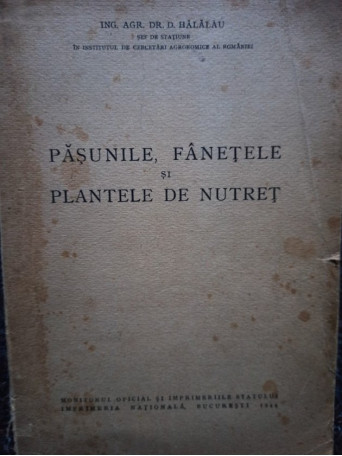 ING. AGR. DR. D. HĂLĂLĂU
ȘEF DE STAȚIUNE
ÎN INSTITUTUL DE CERCETĂRI AGRONOMICE AL ROMÂNIEI
PĂȘUNILE, FÂNEȚELE
ȘI
PLANTELE DE NUTREȚ
MONITORUL OFICIAL ȘI IMPRIMERIILE STATULUI
IMPRIMERIA NAȚIONALĂ, BUCUREȘTI